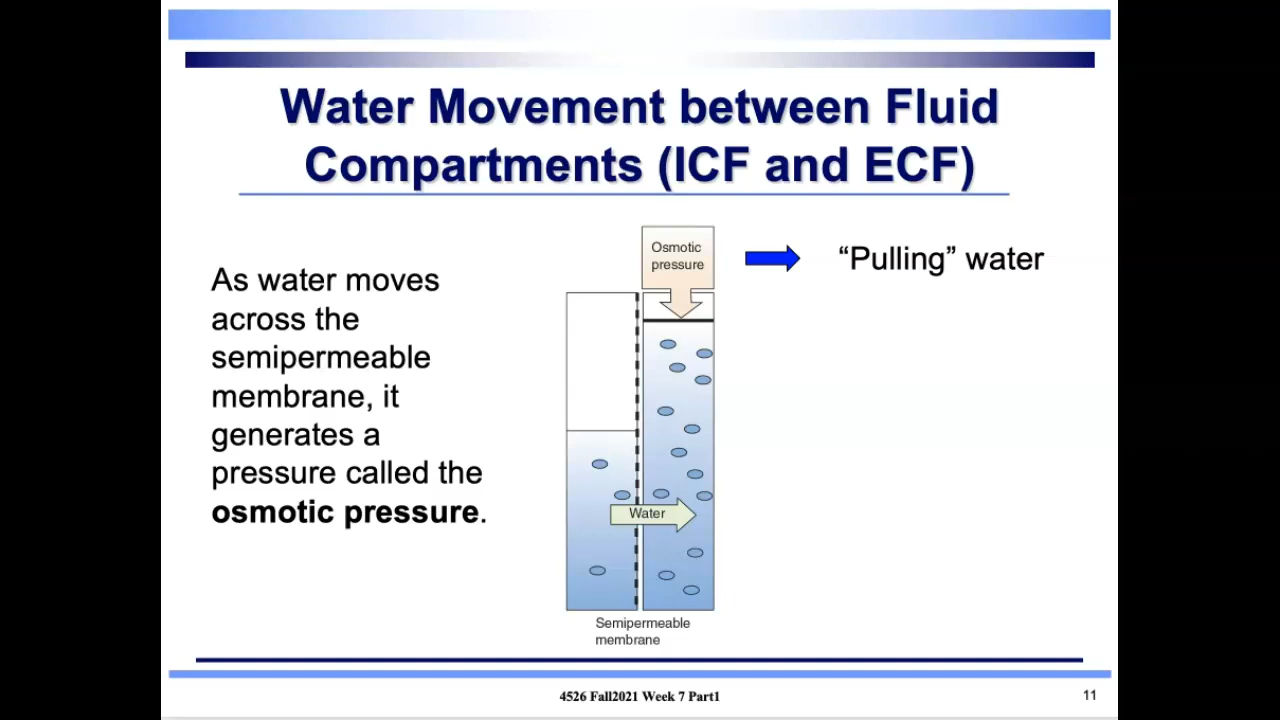 Water Movement between Fluid
Compartments (ICF and ECF)
As water moves
across the
semipermeable
membrane, it
generates a
pressure called the
osmotic pressure.
Osmotic
pressure
“Pulling” water
Water
Semipermeable
membrane
4526 Fall2021 Week 7 Part1
11